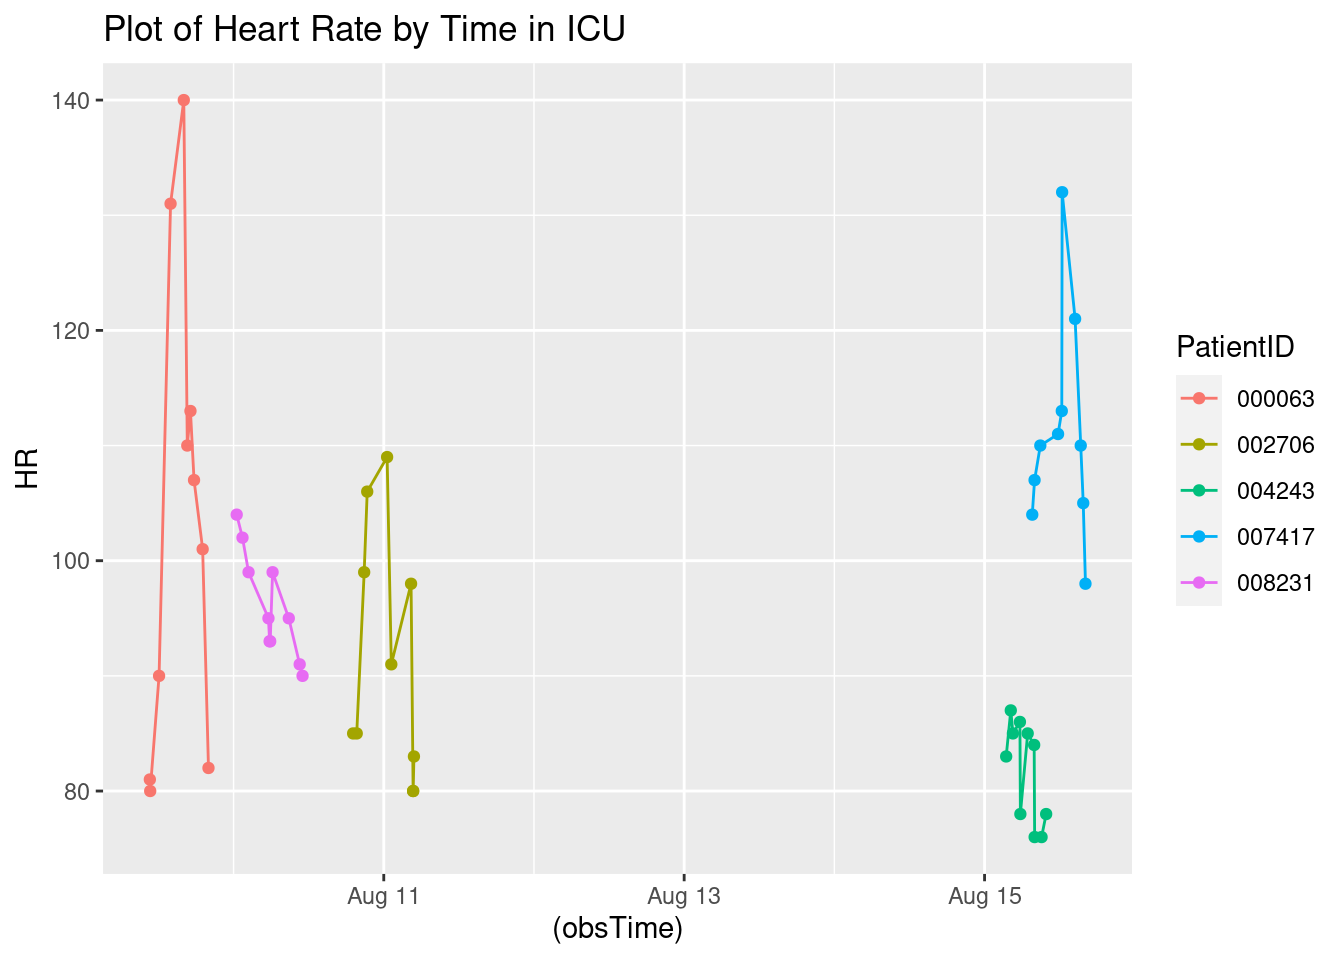 Plot of Heart Rate by Time in ICU
140
120
100
80
HR
Aug 11
Aug 13
Aug 15
(obsTime)
PatientID
000063
002706
004243
007417
008231